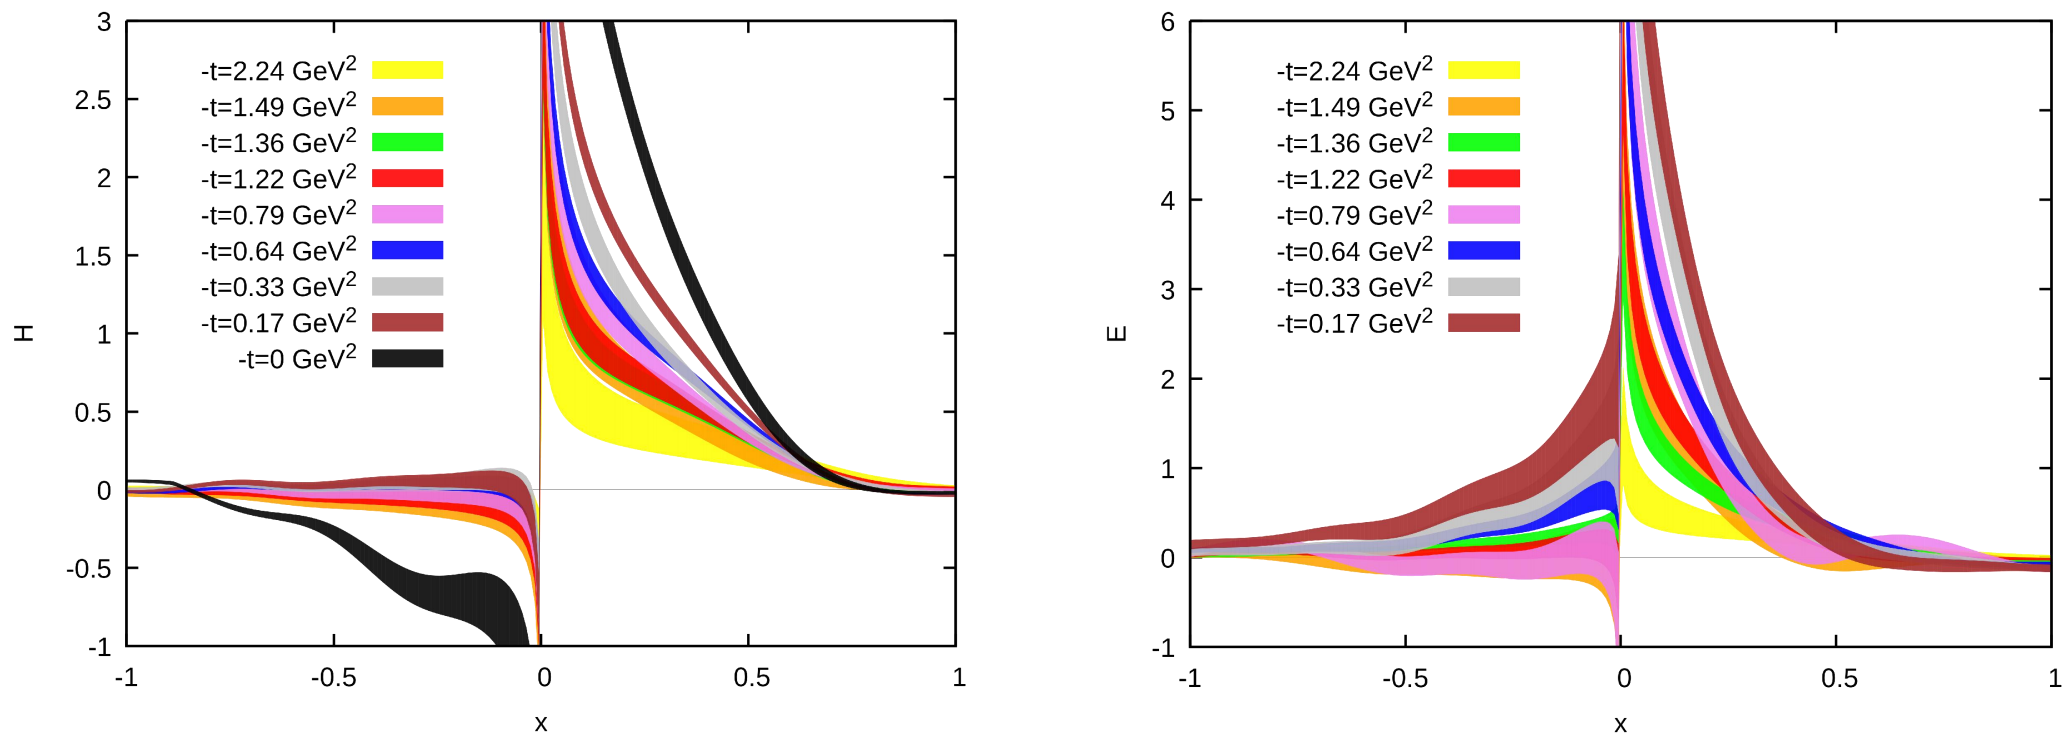 3
2.5
2
1.5
1
0.5
0
-0.5
-1
H
-t=2.24 GeV²
-t=1.49 GeV²
-t=1.36 GeV²
-t=1.22 GeV²
-t=0.79 GeV²
-t=0.64 GeV²
-t=0.33 GeV²
-t=0.17 GeV²
-t=0 GeV²
-1 -0.5 0 0.5 1
x
6
5
4
3
2
1
0
-1
E
-t=2.24 GeV²
-t=1.49 GeV²
-t=1.36 GeV²
-t=1.22 GeV²
-t=0.79 GeV²
-t=0.64 GeV²
-t=0.33 GeV²
-t=0.17 GeV²
-1 -0.5 0 0.5 1
x